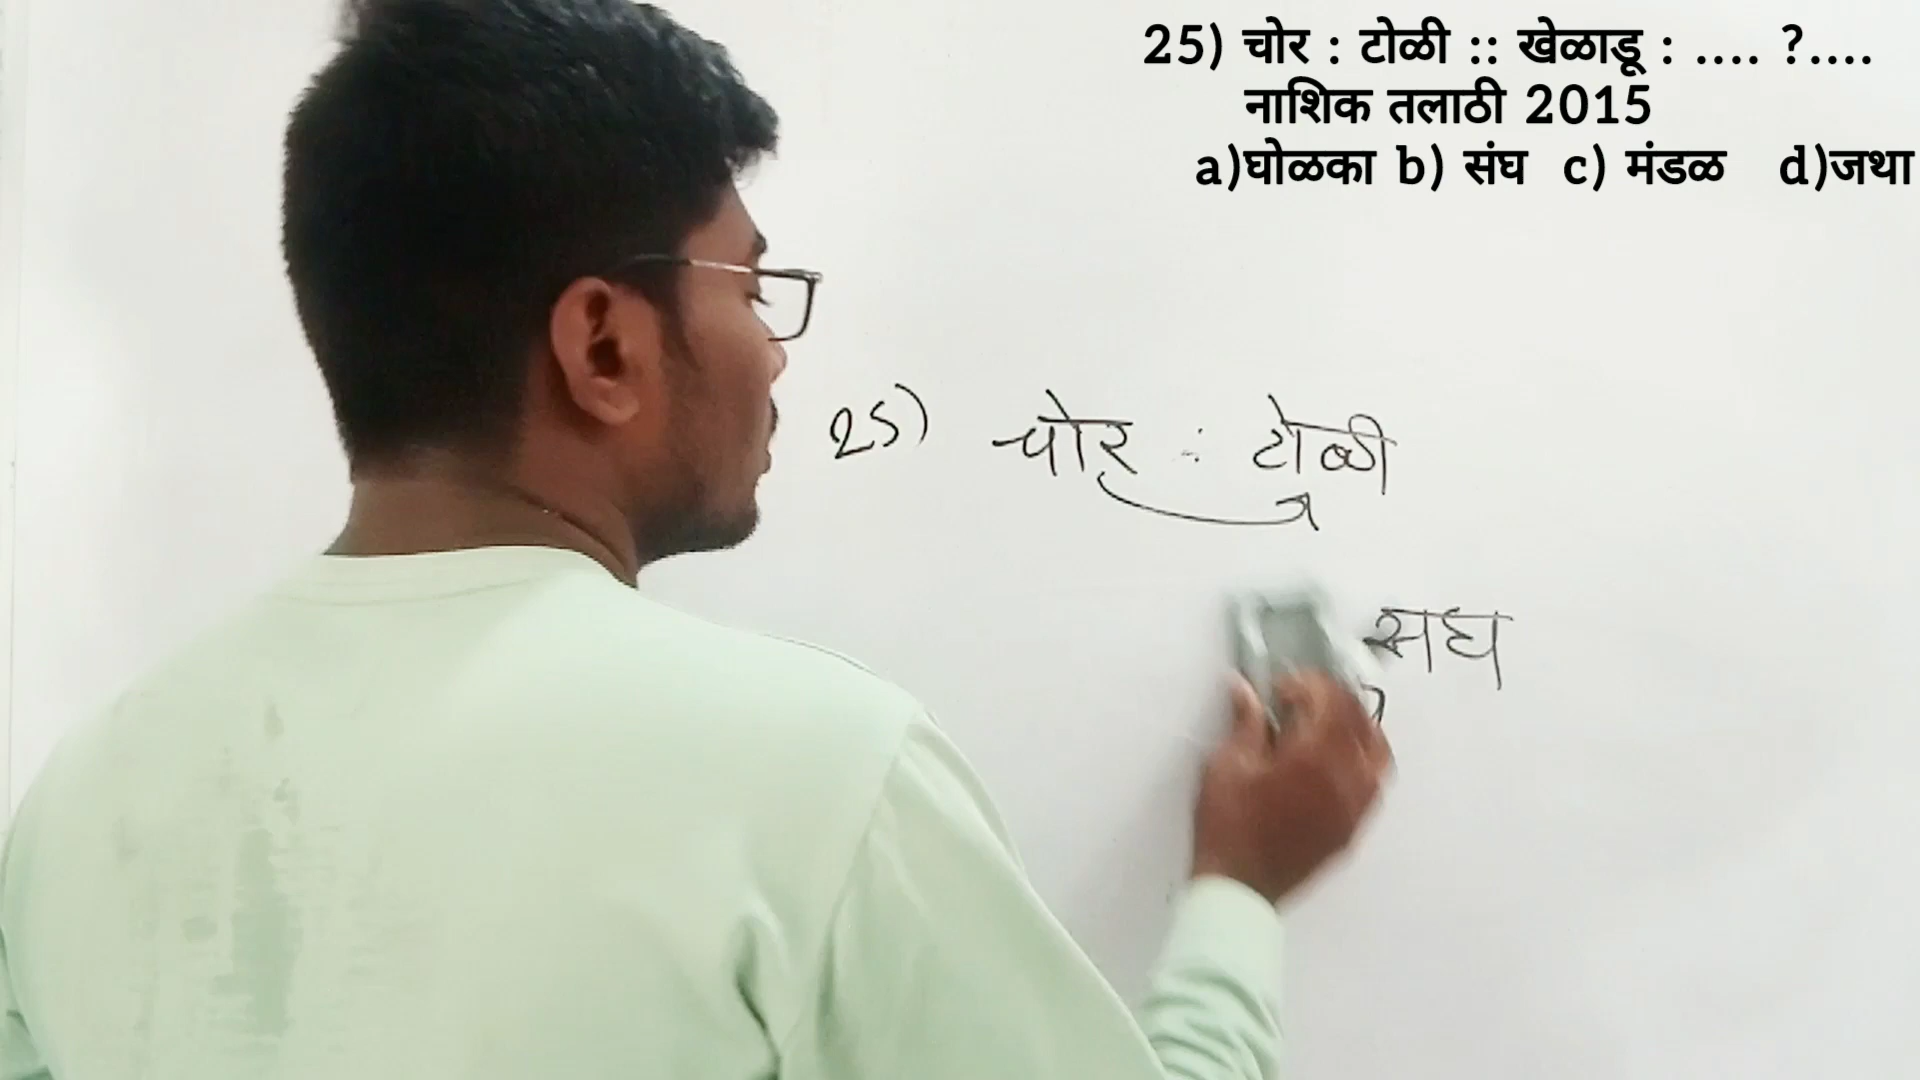 25) चोर : टोळी :: खेळाडू : .... ?....
नाशिक तलाठी 2015
a)घोळका b) संघ c) मंडळ d)जथा
25) चोर : टोळी
संघ